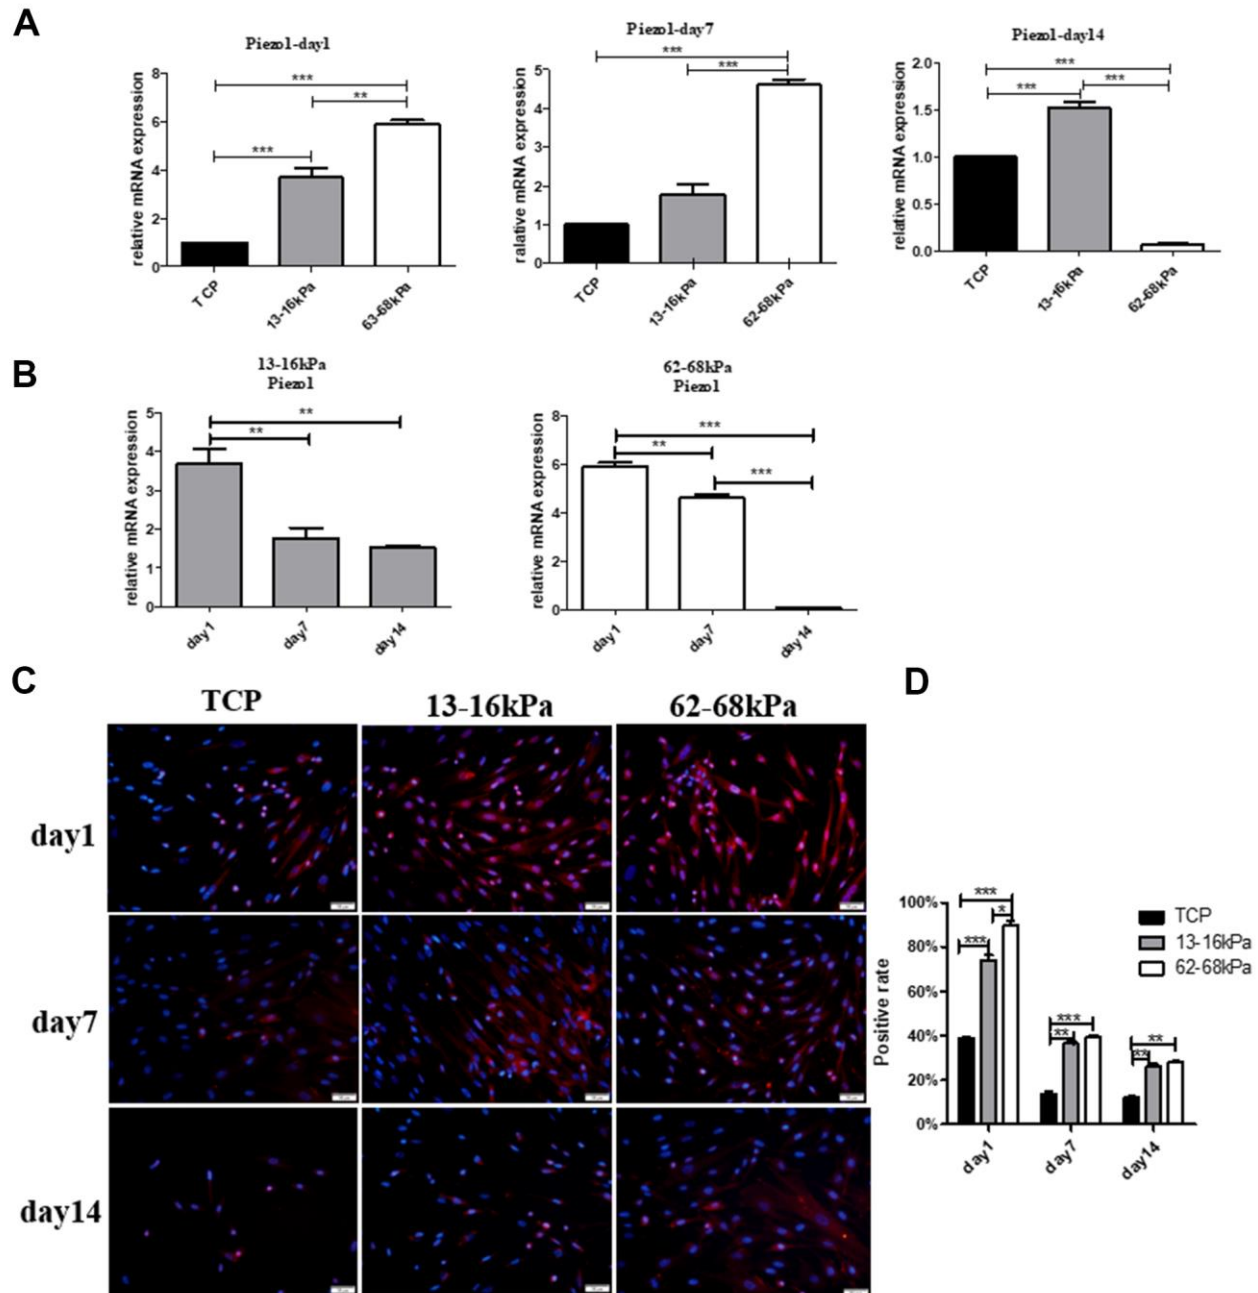 A
Piezo1-day1
relative mRNA expression
8
6
4
2
0
***
**
***
TCP
13-16kPa
63-68kPa
Piezo1-day7
ralative mRNA expression
5
4
3
2
1
0
***
***
TCP
13-16kPa
62-68kPa
Piezo1-day14
relative mRNA expression
2.0
1.5
1.0
0.5
0.0
***
***
***
TCP
13-16kPa
62-68kPa
B
13-16kPa
Piezo1
relative mRNA expression
5
4
3
2
1
0
**
**
day1
day7
day14
62-68kPa
Piezo1
relative mRNA expression
8
6
4
2
0
***
**
***
day1
day7
day14
C
TCP
13-16kPa
62-68kPa
day1
day7
day14
D
Positive rate
100%
80%
60%
40%
20%
0%
***
*
***
***
**
**
**
TCP
13-16kPa
62-68kPa
day1
day7
day14